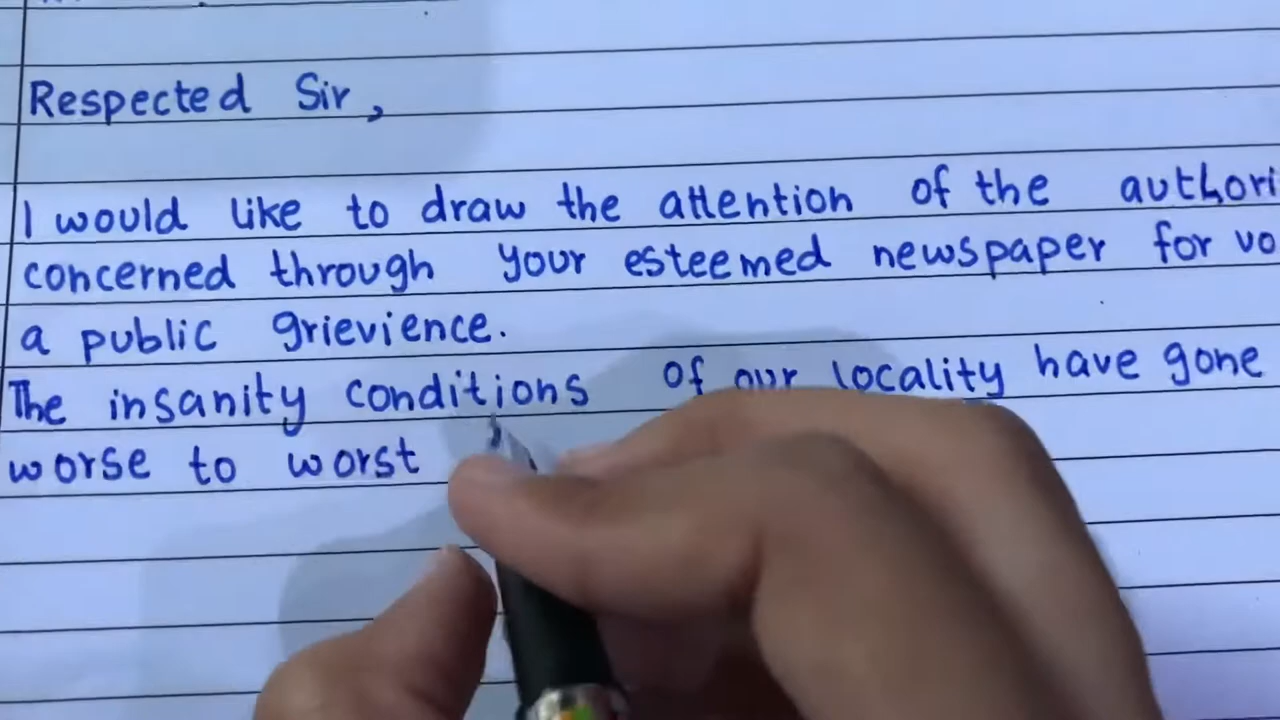 Respected Sir,
I would like to draw the attention of the authori
concerned through your esteemed newspaper for vo
a public grievience.
The insanity conditions of our locality have gone
worse to worst